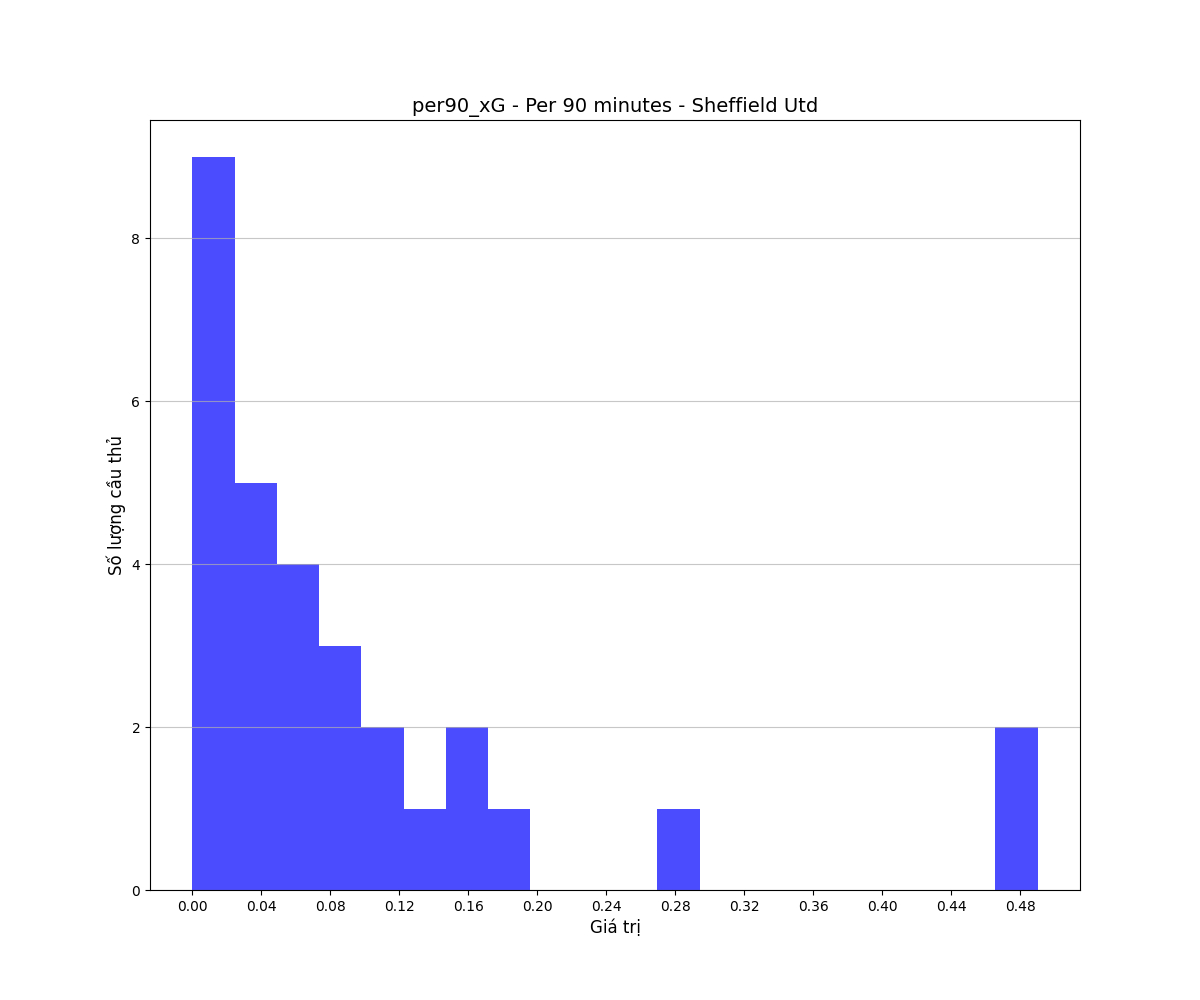 per90_xG - Per 90 minutes - Sheffield Utd
Số lượng cầu thủ
8
6
4
2
0
0.00 0.04 0.08 0.12 0.16 0.20 0.24 0.28 0.32 0.36 0.40 0.44 0.48
Giá trị